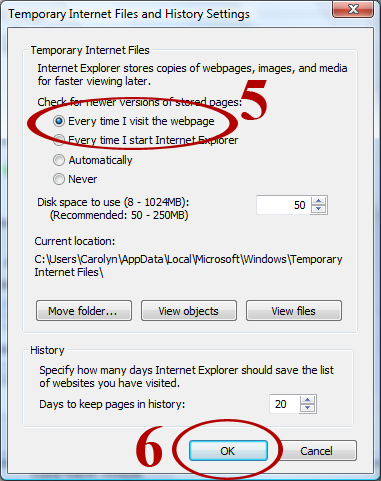 Temporary Internet Files and History Settings
Temporary Internet Files
Internet Explorer stores copies of webpages, images, and media
for faster viewing later.
Check for newer versions of stored pages:
5
Every time I visit the webpage
Every time I start Internet Explorer
Automatically
Never
Disk space to use (8 - 1024MB):
(Recommended: 50 - 250MB)
50
Current location:
C:\Users\Carolyn\AppData\Local\Microsoft\Windows\Temporary
Internet Files\
Move folder... View objects View files
History
Specify how many days Internet Explorer should save the list
of websites you have visited.
Days to keep pages in history: 20
6 OK Cancel